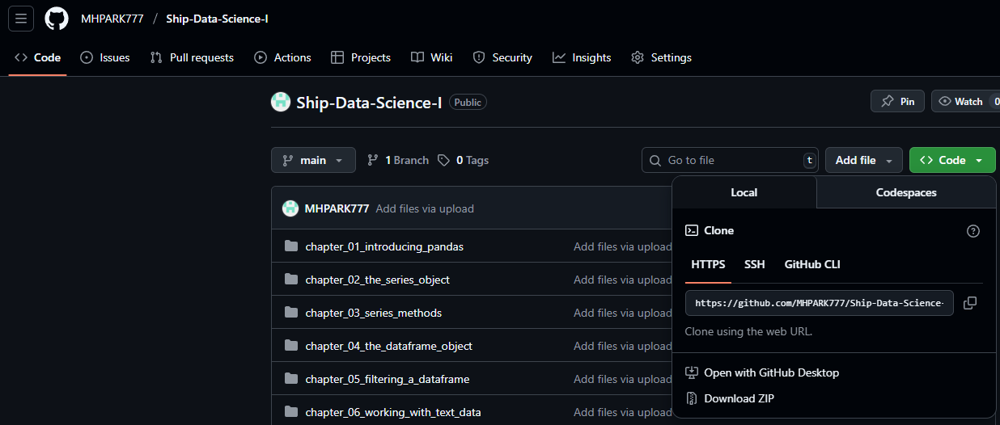 MHPARK777 / Ship-Data-Science-I
Code Issues Pull requests Actions Projects Wiki Security Insights Settings
Ship-Data-Science-I Public
Pin Watch 0
main 1 Branch 0 Tags
Go to file t Add file Code
MHPARK777 Add files via upload
chapter_01_introducing_pandas Add files via upload
chapter_02_the_series_object Add files via upload
chapter_03_series_methods Add files via upload
chapter_04_the_dataframe_object Add files via upload
chapter_05_filtering_a_dataframe Add files via upload
chapter_06_working_with_text_data Add files via upload
Local Codespaces
Clone
HTTPS SSH GitHub CLI
https://github.com/MHPARK777/Ship-Data-Science-
Clone using the web URL.
Open with GitHub Desktop
Download ZIP